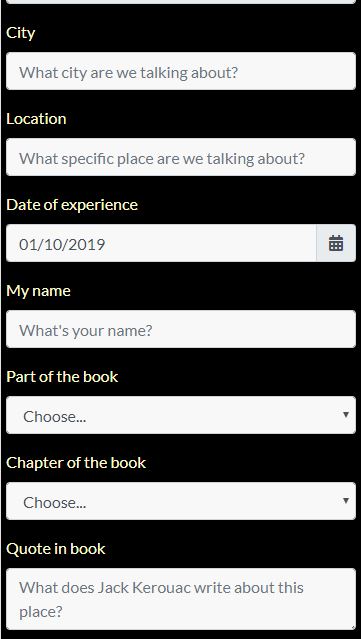 City
What city are we talking about?
Location
What specific place are we talking about?
Date of experience
01/10/2019
My name
What's your name?
Part of the book
Choose...
Chapter of the book
Choose...
Quote in book
What does Jack Kerouac write about this
place?